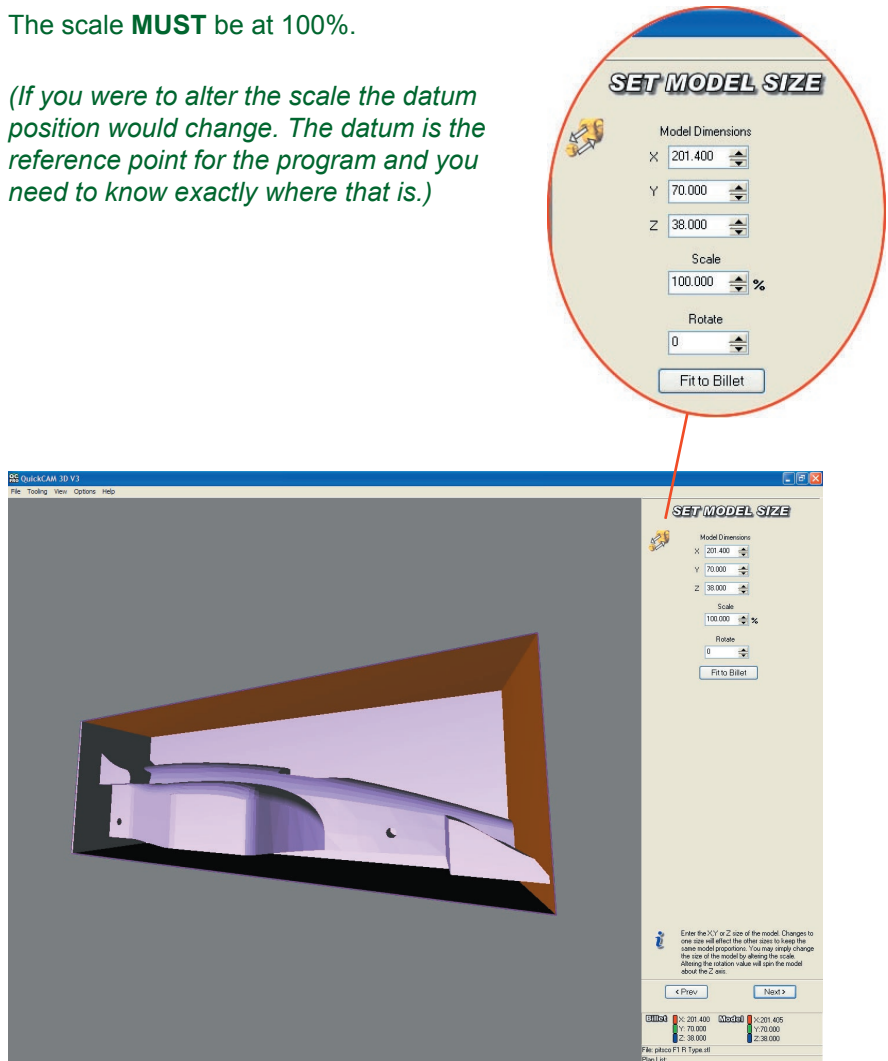 The scale MUST be at 100%.
(If you were to alter the scale the datum
position would change. The datum is the
reference point for the program and you
need to know exactly where that is.)
SET MODEL SIZE
Model Dimensions
X 201.400
Y 70.000
Z 38.000
Scale
100.000 %
Rotate
0
Fit to Billet
QuickCAM 3D V3
File Tooling View Options Help
SET MODEL SIZE
Model Dimensions
X 201.400
Y 70.000
Z 38.000
Scale
100.000 %
Rotate
0
Fit to Billet
Enter the X,Y or Z size of the model. Changes to
one size will effect the other sizes to keep the
same model proportions. You may simply change
the size of the model by altering the scale.
Altering the rotation value will spin the model
about the Z axis.
< Prev Next >
Billet X: 201.400 Model X:201.405
Y: 70.000 Y:70.000
Z: 38.000 Z:38.000
File: pitsco F1 R Type.stl
Plan List: